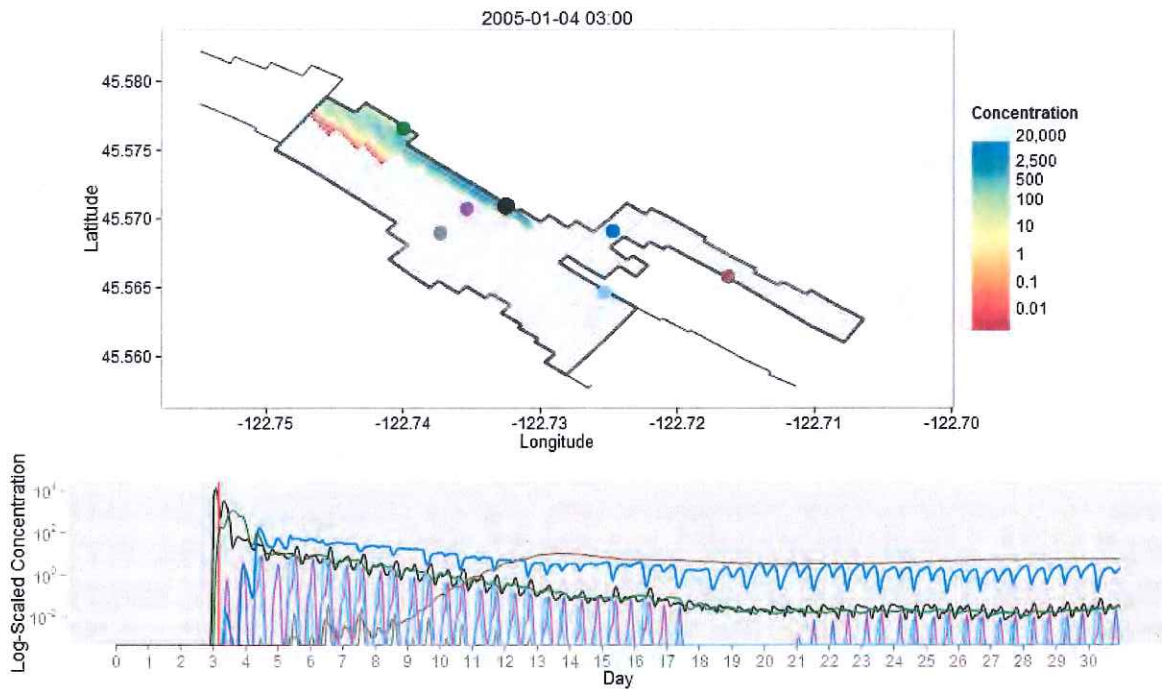 2005-01-04 03:00
45.580
45.575
45.570
45.565
45.560
Latitude
-122.75 -122.74 -122.73 -122.72 -122.71 -122.70
Longitude
Concentration
20,000
2,500
500
100
10
1
0.1
0.01
Log-Scaled Concentration
10⁴
10²
10⁰
10⁻²
0 1 2 3 4 5 6 7 8 9 10 11 12 13 14 15 16 17 18 19 20 21 22 23 24 25 26 27 28 29 30
Day